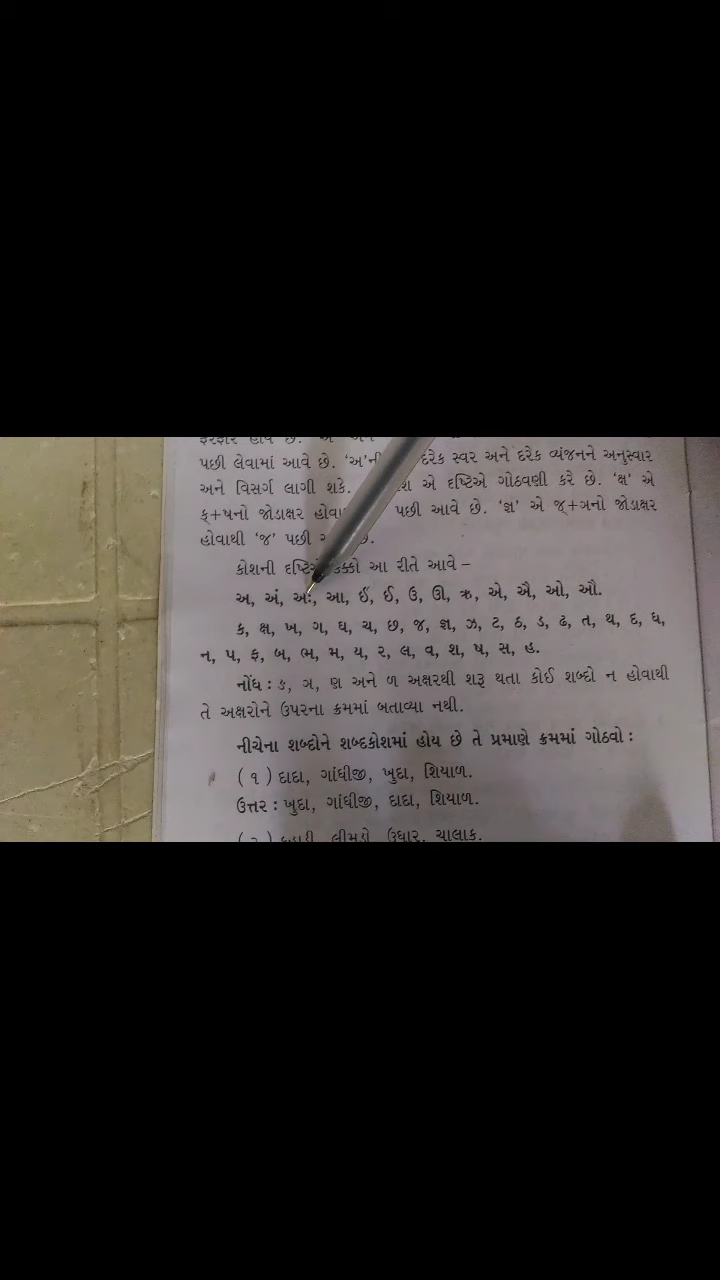 પછી લેવામાં આવે છે. ‘અ’ની દરેક સ્વર અને દરેક વ્યંજનને અનુસ્વાર
અને વિસર્ગ લાગી શકે. એ દૃષ્ટિએ ગોઠવણી કરે છે. ‘ક્ષ’ એ
ક્+ષનો જોડાક્ષર પછી આવે છે. ‘જ્ઞ’ એ જ્+ઞનો જોડાક્ષર
હોવાથી ‘જ’ પછી છે.
કોશની દૃષ્ટિએ કક્કો આ રીતે આવે –
અ, અં, અઃ, આ, ઈ, ઈ, ઉ, ઊ, ઋ, એ, ઐ, ઓ, ઔ.
ક, ક્ષ, ખ, ગ, ઘ, ચ, છ, જ, જ્ઞ, ઝ, ટ, ઠ, ડ, ઢ, ત, થ, દ, ધ,
ન, પ, ફ, બ, ભ, મ, ય, ર, લ, વ, શ, ષ, સ, હ.
નોંધ : ઙ, ઞ, ણ અને ળ અક્ષરથી શરૂ થતા કોઈ શબ્દો ન હોવાથી
તે અક્ષરોને ઉપરના ક્રમમાં બતાવ્યા નથી.
નીચેના શબ્દોને શબ્દકોશમાં હોય છે તે પ્રમાણે ક્રમમાં ગોઠવો :
( ૧ ) દાદા, ગાંધીજી, ખુદા, શિયાળ.
ઉત્તર : ખુદા, ગાંધીજી, દાદા, શિયાળ.
લીમડો, ઉધાર, ચાલાક.